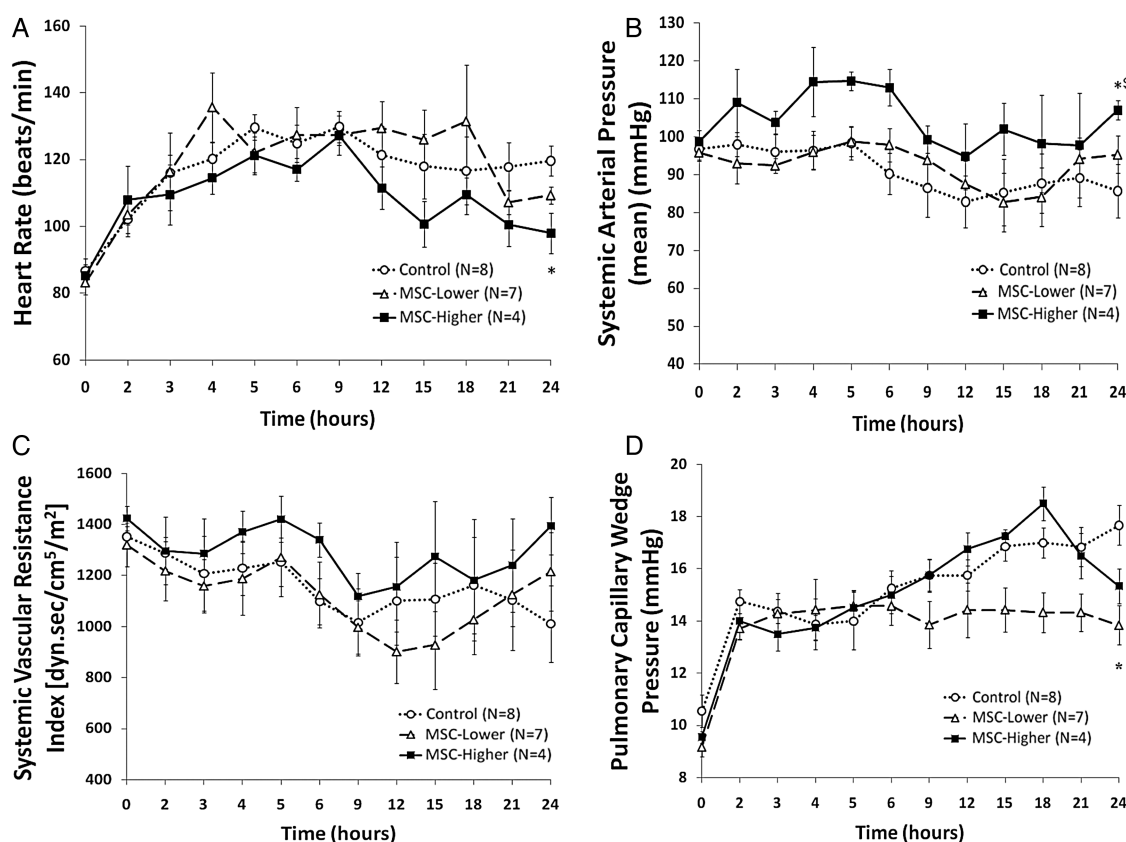 A
160
140
120
100
80
60
Heart Rate (beats/min)
Control (N=8)
MSC-Lower (N=7)
MSC-Higher (N=4)
*
0 2 3 4 5 6 9 12 15 18 21 24
Time (hours)
B
130
120
110
100
90
80
70
60
50
40
Systemic Arterial Pressure
(mean) (mmHg)
*$
Control (N=8)
MSC-Lower (N=7)
MSC-Higher (N=4)
0 2 3 4 5 6 9 12 15 18 21 24
Time (hours)
C
1600
1400
1200
1000
800
600
400
Systemic Vascular Resistance
Index [dyn.sec/cm⁵/m²]
Control (N=8)
MSC-Lower (N=7)
MSC-Higher (N=4)
0 2 3 4 5 6 9 12 15 18 21 24
Time (hours)
D
20
18
16
14
12
10
8
Pulmonary Capillary Wedge
Pressure (mmHg)
*
Control (N=8)
MSC-Lower (N=7)
MSC-Higher (N=4)
0 2 3 4 5 6 9 12 15 18 21 24
Time (hours)